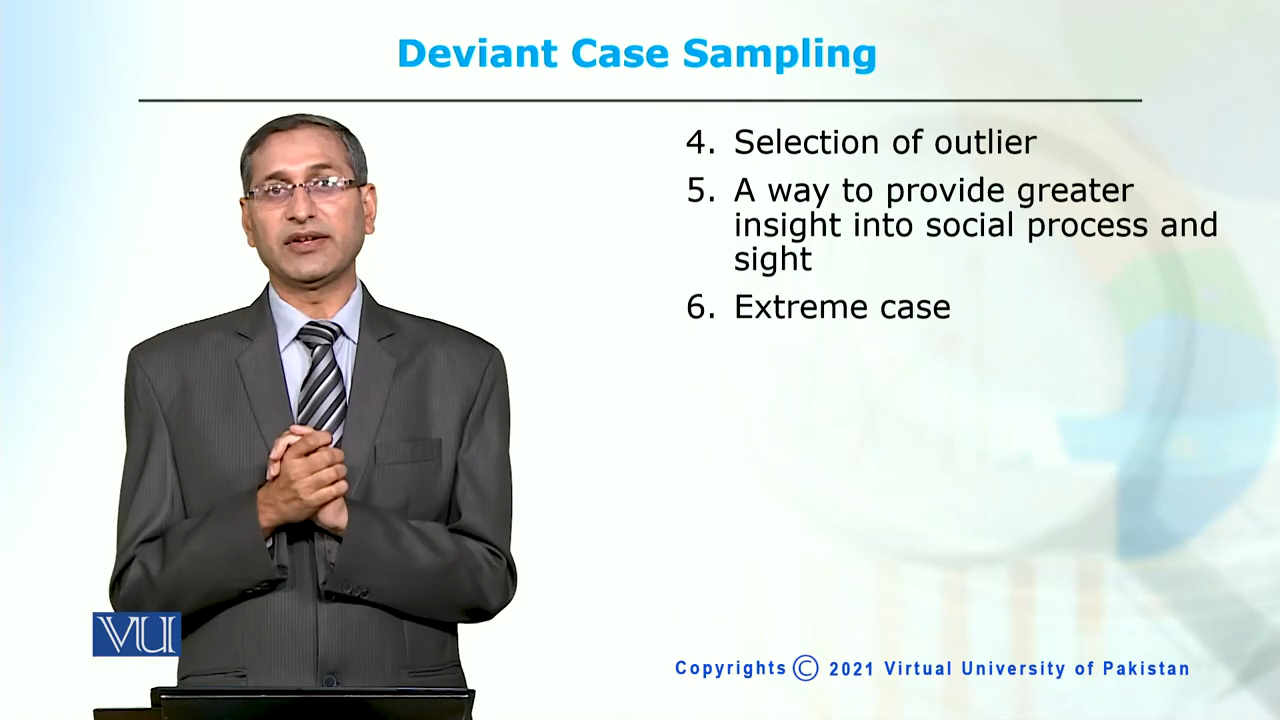 Deviant Case Sampling
4. Selection of outlier
5. A way to provide greater
insight into social process and
sight
6. Extreme case
VU
Copyrights © 2021 Virtual University of Pakistan